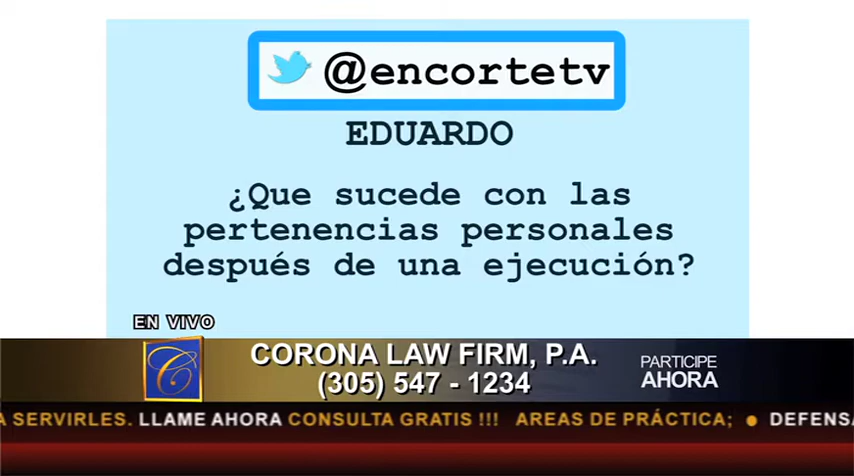 @encortetv
EDUARDO
¿Que sucede con las
pertenencias personales
después de una ejecución?
EN VIVO
CORONA LAW FIRM, P.A.
(305) 547 - 1234
PARTICIPE
AHORA
A SERVIRLES. LLAME AHORA CONSULTA GRATIS !!! AREAS DE PRÁCTICA; ● DEFENSA